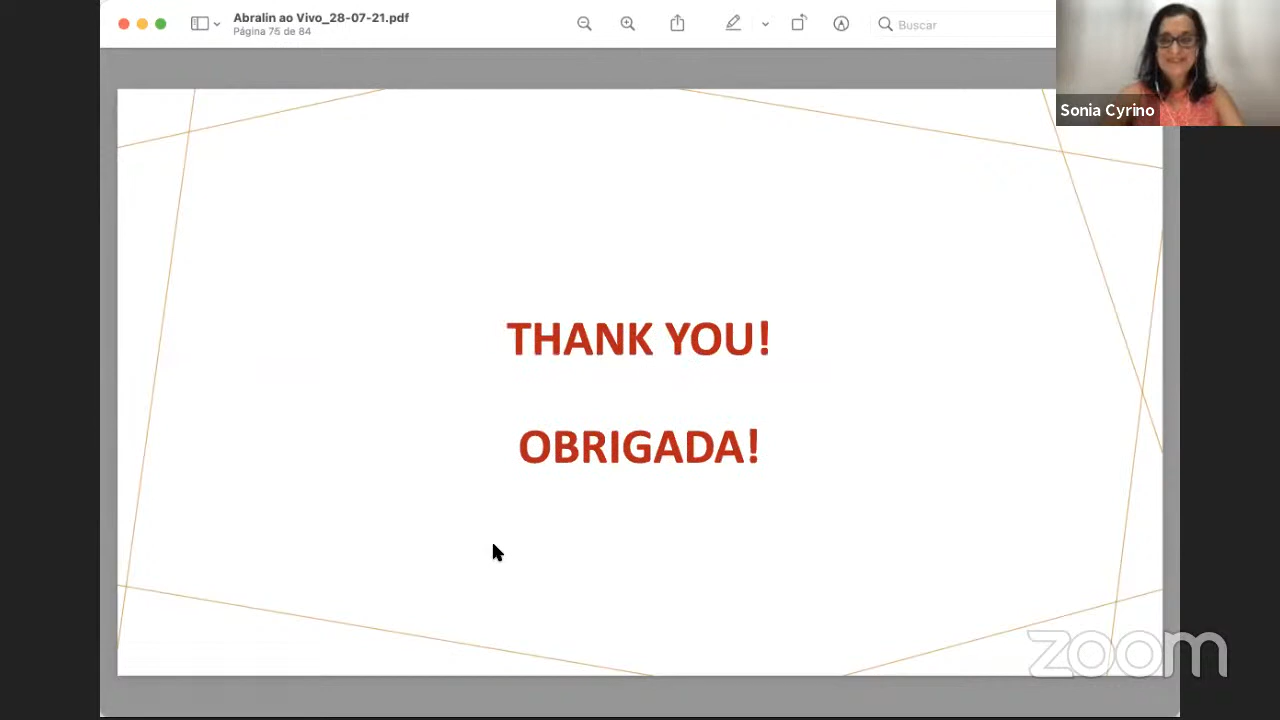 Abralin ao Vivo_28-07-21.pdf
Página 75 de 84
Buscar
Sonia Cyrino
THANK YOU!
OBRIGADA!
zoom